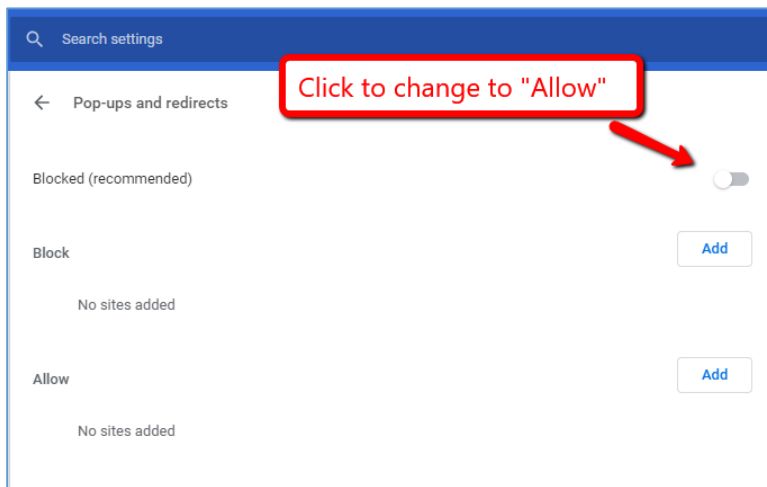 Search settings
Click to change to "Allow"
Pop-ups and redirects
Blocked (recommended)
Block
Add
No sites added
Allow
Add
No sites added